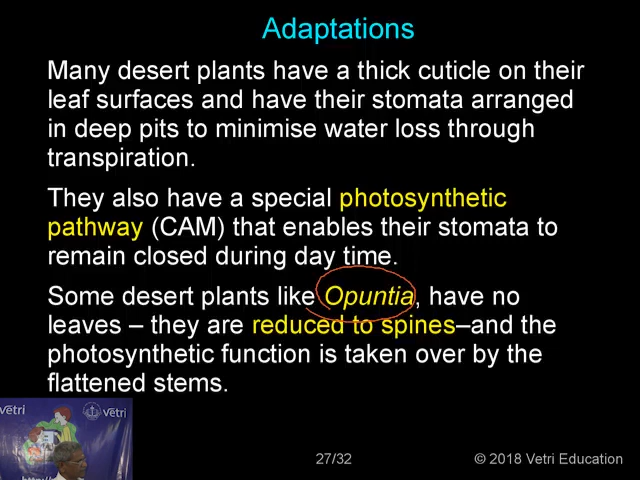 Adaptations
Many desert plants have a thick cuticle on their
leaf surfaces and have their stomata arranged
in deep pits to minimise water loss through
transpiration.
They also have a special photosynthetic
pathway (CAM) that enables their stomata to
remain closed during day time.
Some desert plants like Opuntia, have no
leaves – they are reduced to spines–and the
photosynthetic function is taken over by the
flattened stems.
Vētri
27/32
© 2018 Vetri Education